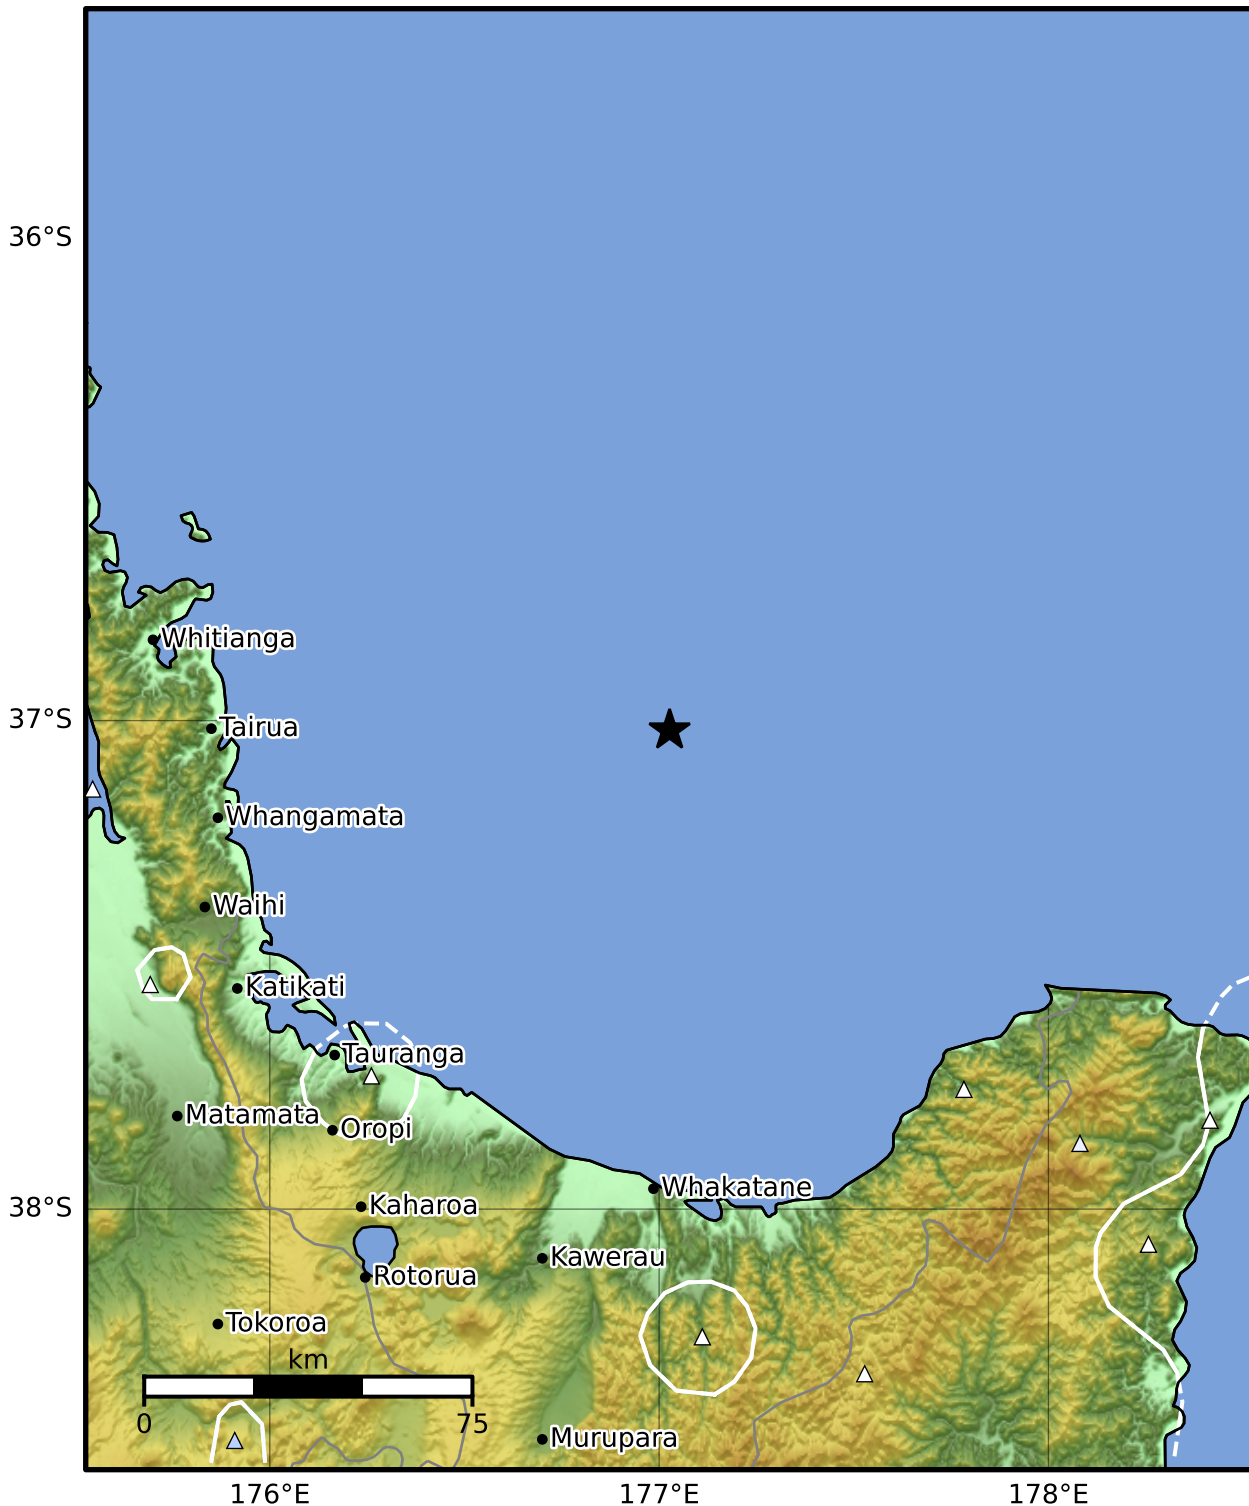 36°S
Whitianga
37°S
Tairua
Whangamata
Waihi
Katikati
Tauranga
Matamata
Oropi
Whakatane
38°S
Kaharoa
Kawerau
Rotorua
Tokoroa
km
0
75
Murupara
176°E
177°E
178°E